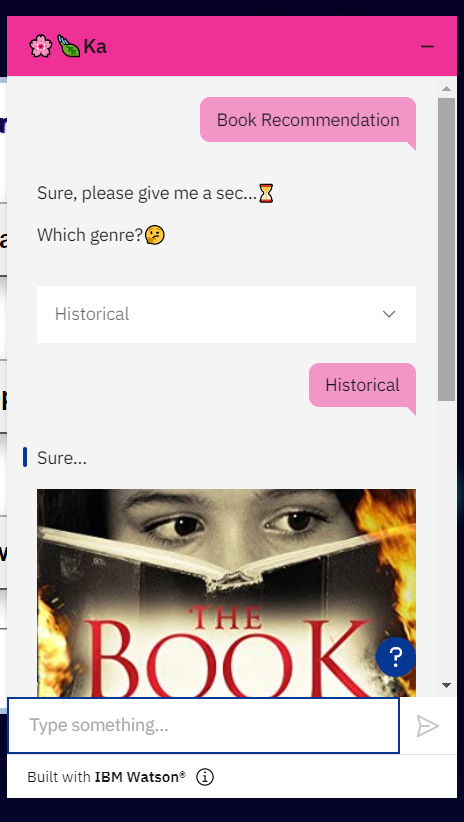 Ka
Book Recommendation
Sure, please give me a sec...
Which genre?
Historical
Historical
Sure...
THE
BOOK
?
Type something...
Built with IBM Watson®